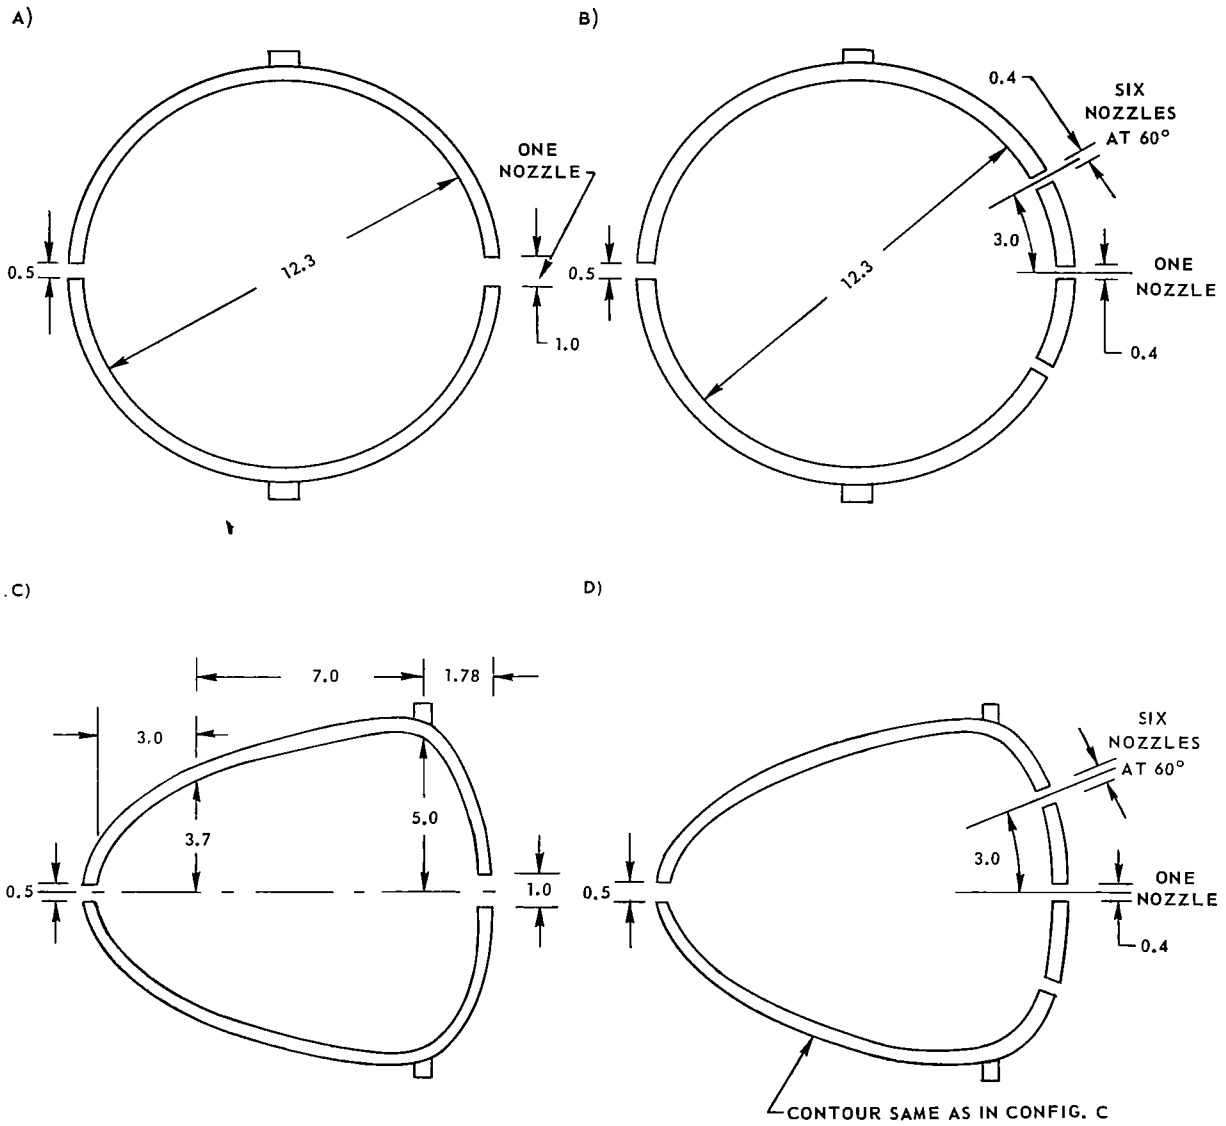 A)
ONE
NOZZLE
0.5
12.3
1.0
B)
0.4
SIX
NOZZLES
AT 60°
3.0
0.5
12.3
ONE
NOZZLE
0.4
.C)
7.0
1.78
3.0
3.7
5.0
0.5
1.0
D)
SIX
NOZZLES
AT 60°
3.0
0.5
ONE
NOZZLE
0.4
CONTOUR SAME AS IN CONFIG. C